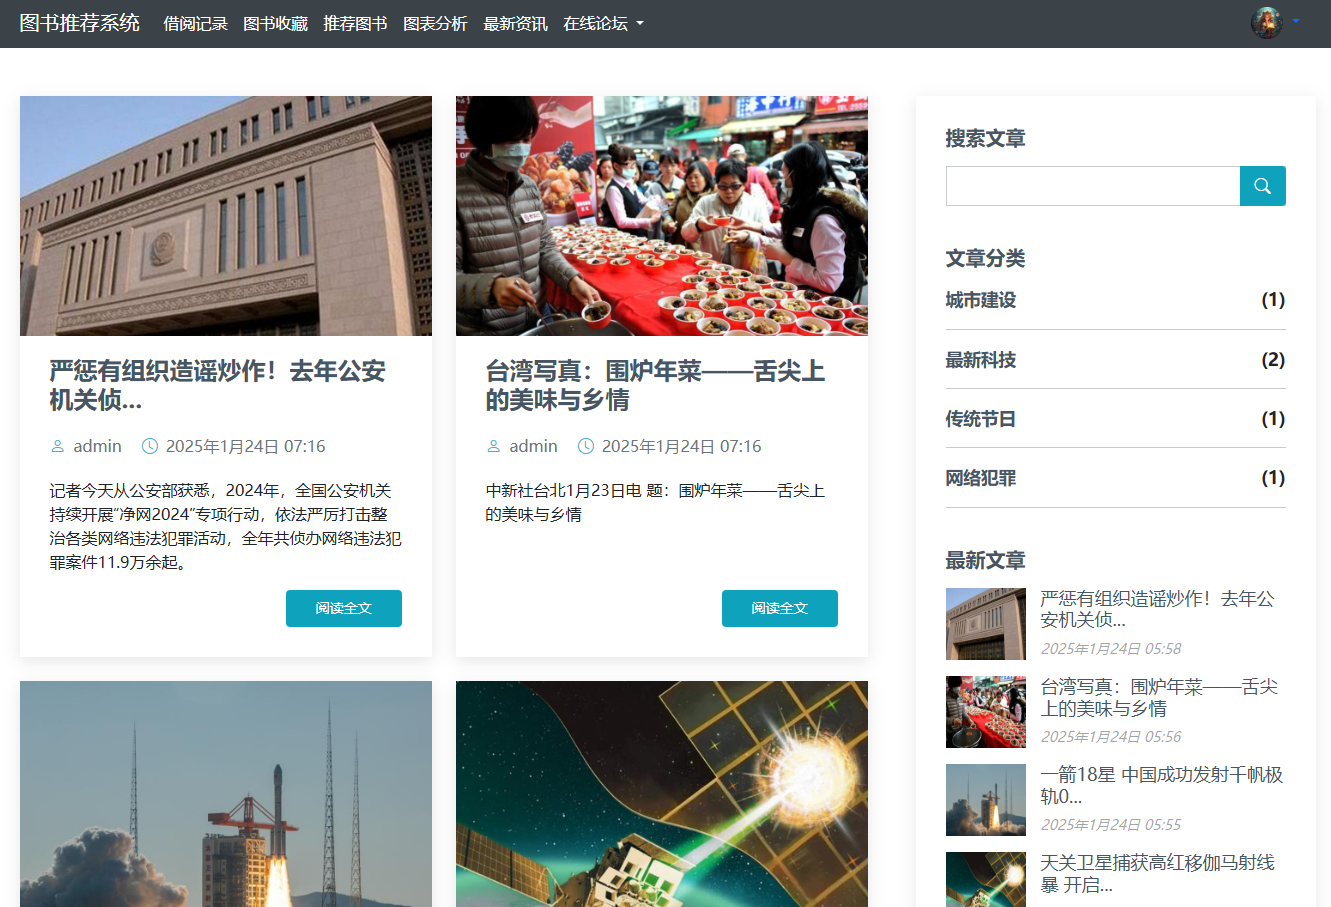 图书推荐系统 借阅记录 图书收藏 推荐图书 图表分析 最新资讯 在线论坛
严惩有组织造谣炒作！去年公安
机关侦...
admin 2025年1月24日 07:16
记者今天从公安部获悉，2024年，全国公安机关
持续开展“净网2024”专项行动，依法严厉打击整
治各类网络违法犯罪活动，全年共侦办网络违法犯
罪案件11.9万余起。
阅读全文
台湾写真：围炉年菜——舌尖上
的美味与乡情
admin 2025年1月24日 07:16
中新社台北1月23日电 题：围炉年菜——舌尖上
的美味与乡情
阅读全文
搜索文章
文章分类
城市建设 (1)
最新科技 (2)
传统节日 (1)
网络犯罪 (1)
最新文章
严惩有组织造谣炒作！去年公
安机关侦...
2025年1月24日 05:58
台湾写真：围炉年菜——舌尖
上的美味与乡情
2025年1月24日 05:56
一箭18星 中国成功发射千帆极
轨0...
2025年1月24日 05:55
天关卫星捕获高红移伽马射线
暴 开启...